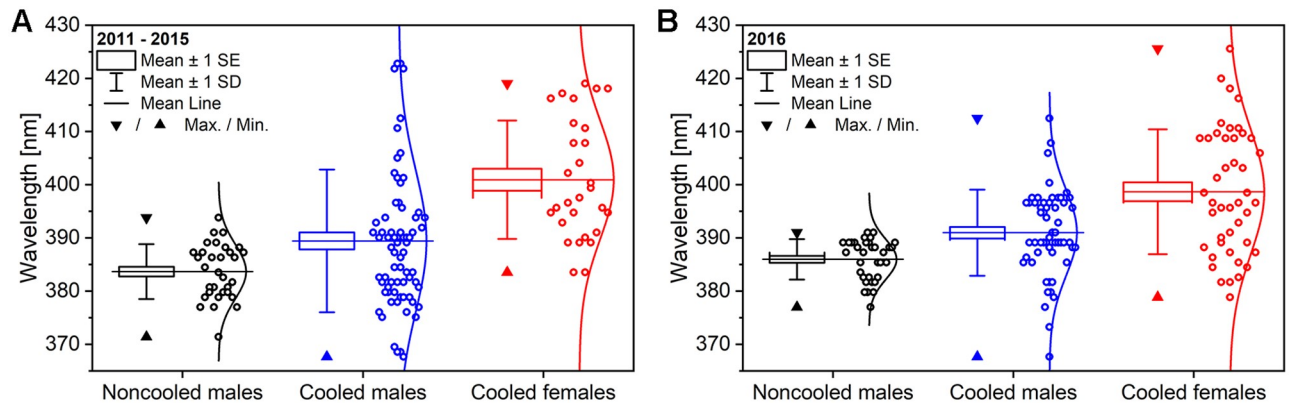 A
Wavelength [nm]
430
420
410
400
390
380
370
2011 - 2015
Mean ± 1 SE
Mean ± 1 SD
Mean Line
/ Max. / Min.
Noncooled males Cooled males Cooled females
B
Wavelength [nm]
430
420
410
400
390
380
370
2016
Mean ± 1 SE
Mean ± 1 SD
Mean Line
/ Max. / Min.
Noncooled males Cooled males Cooled females